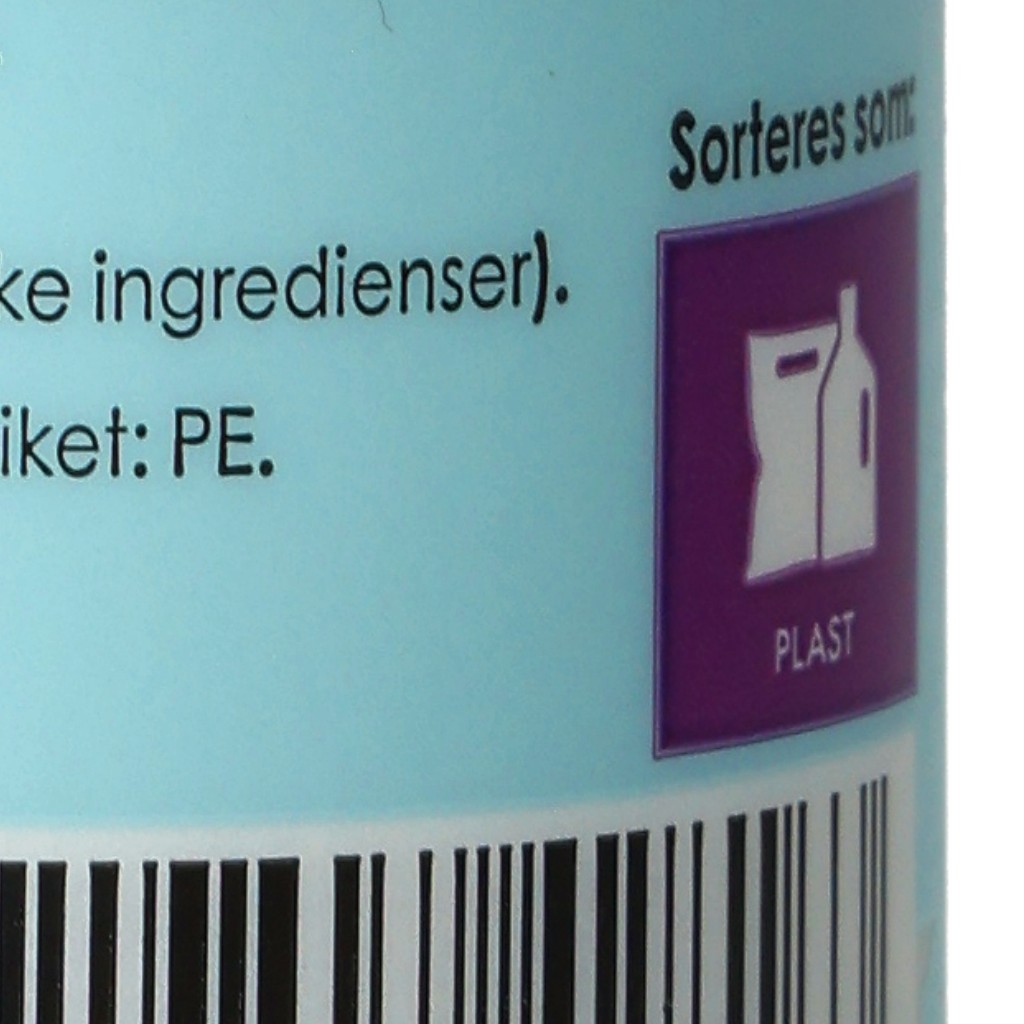 Sorteres som:
ke ingredienser).
iket: PE.
PLAST